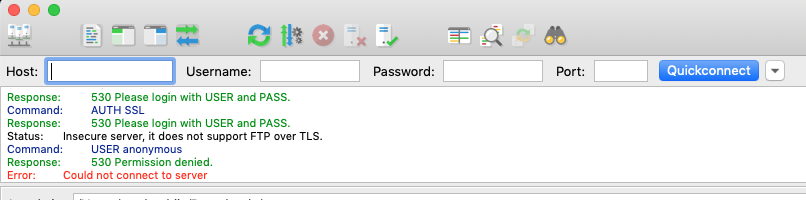 Host: Username: Password: Port: Quickconnect
Response: 530 Please login with USER and PASS.
Command: AUTH SSL
Response: 530 Please login with USER and PASS.
Status: Insecure server, it does not support FTP over TLS.
Command: USER anonymous
Response: 530 Permission denied.
Error: Could not connect to server